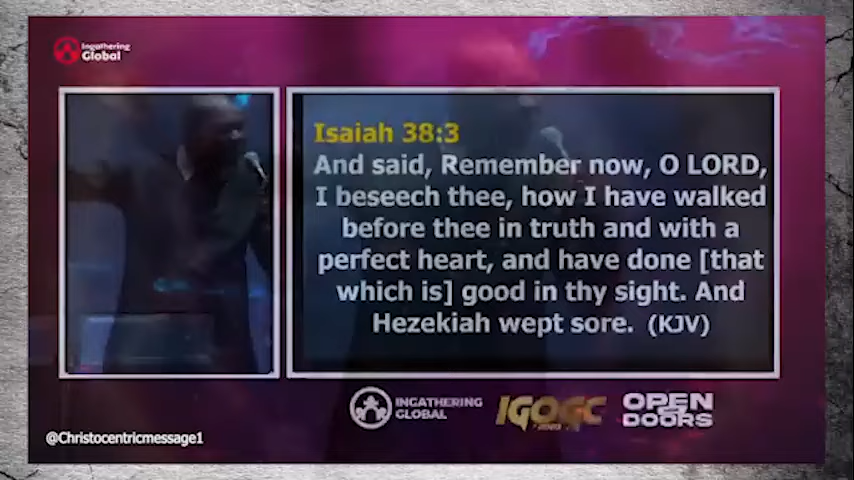 Ingathering
Global
Isaiah 38:3
And said, Remember now, O LORD,
I beseech thee, how I have walked
before thee in truth and with a
perfect heart, and have done [that
which is] good in thy sight. And
Hezekiah wept sore. (KJV)
INGATHERING
GLOBAL
IGOGC
OPEN
DOORS
@Christocentricmessage1